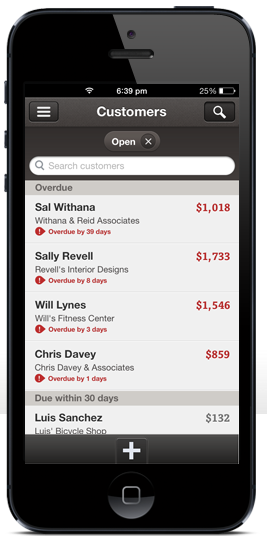 6:39 pm 25%
Customers
Open
Search customers
Overdue
Sal Withana $1,018
Withana & Reid Associates
Overdue by 39 days
Sally Revell $1,733
Revell's Interior Designs
Overdue by 8 days
Will Lynes $1,546
Will's Fitness Center
Overdue by 3 days
Chris Davey $859
Chris Davey & Associates
Overdue by 1 days
Due within 30 days
Luis Sanchez $132
Luis' Bicycle Shop